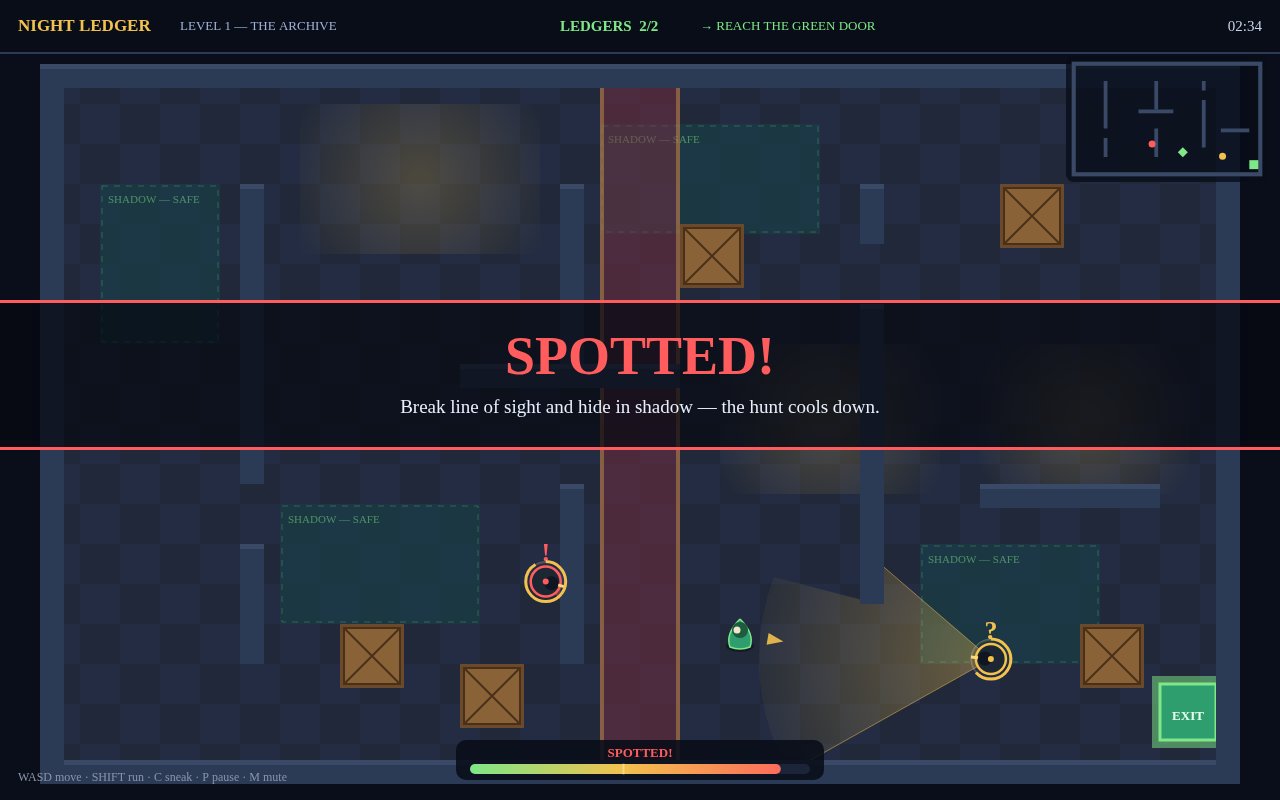 NIGHT LEDGER
LEVEL 1 — THE ARCHIVE
LEDGERS 2/2
→ REACH THE GREEN DOOR
02:34
SHADOW — SAFE
SHADOW — SAFE
SPOTTED!
Break line of sight and hide in shadow — the hunt cools down.
SHADOW — SAFE
!
SHADOW — SAFE
?
EXIT
SPOTTED!
WASD move · SHIFT run · C sneak · P pause · M mute